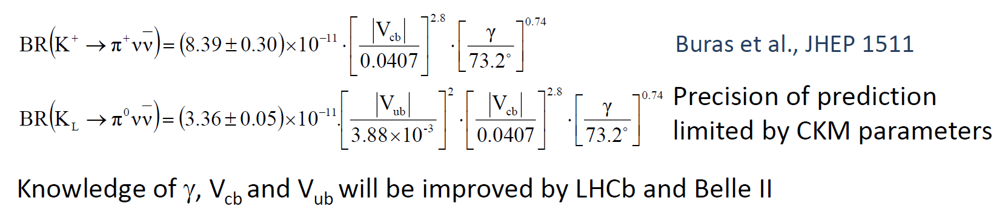 BR(K⁺ → π⁺νν̅) = (8.39 ± 0.30) × 10⁻¹¹ · [|V_cb| / 0.0407]^2.8 · [γ / 73.2°]^0.74 Buras et al., JHEP 1511
BR(K_L → π⁰νν̅) = (3.36 ± 0.05) × 10⁻¹¹ · [|V_ub| / 3.88×10⁻³]^2 · [|V_cb| / 0.0407]^2.8 · [γ / 73.2°]^0.74
Precision of prediction
limited by CKM parameters
Knowledge of γ, V_cb and V_ub will be improved by LHCb and Belle II